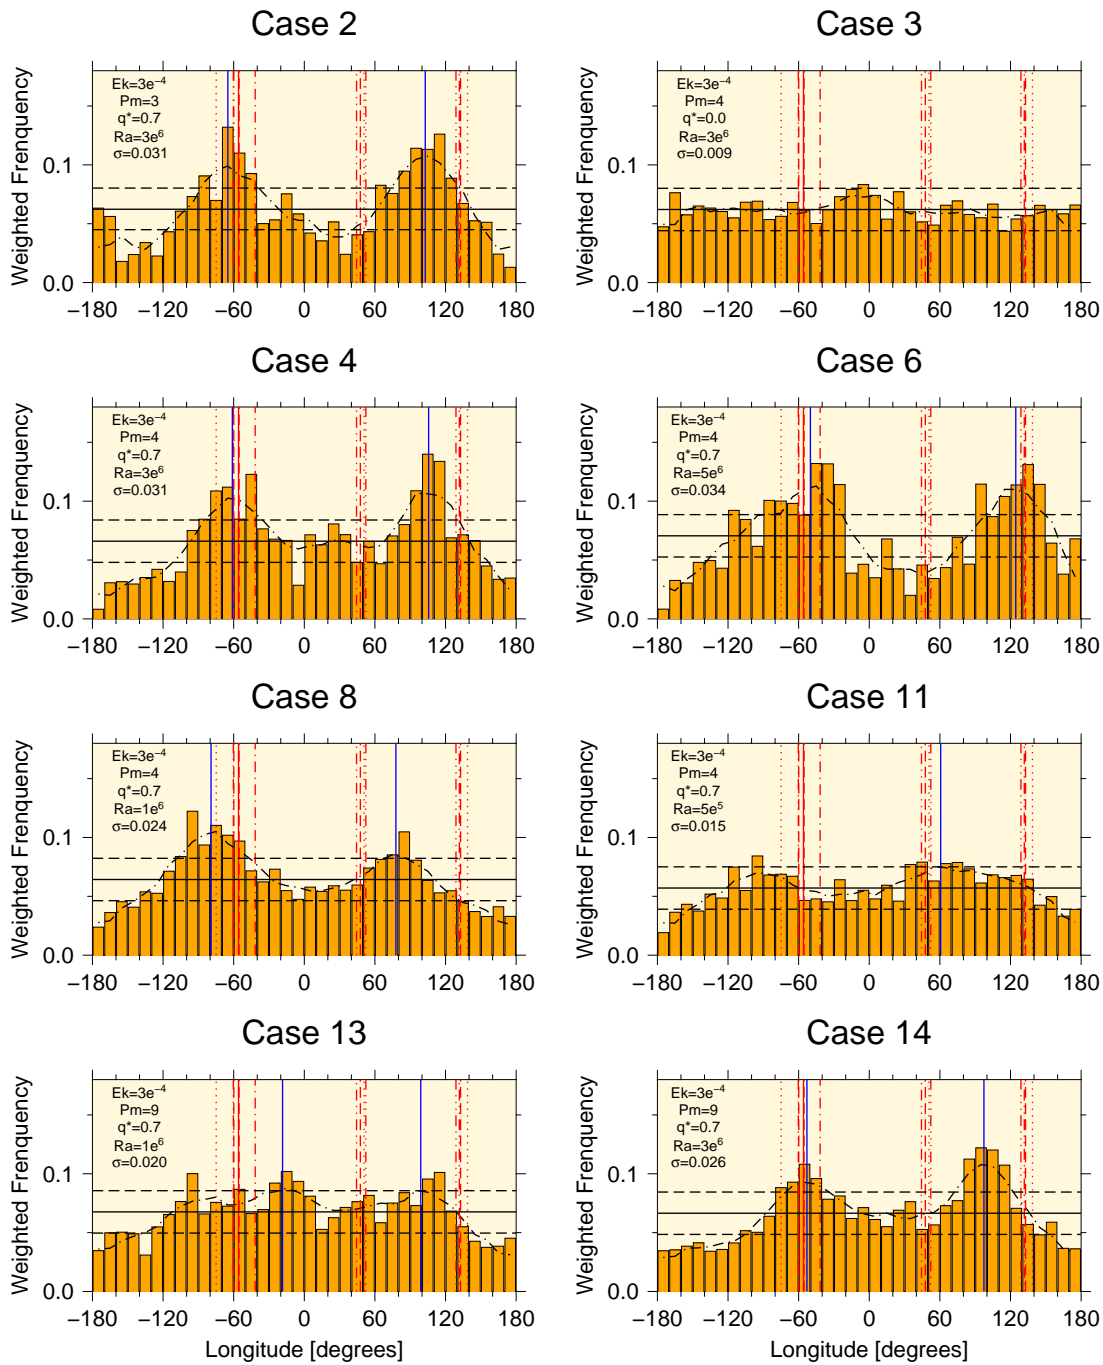 Case 2
Weighted Frenquency
Ek=3e⁻⁴
Pm=3
q*=0.7
Ra=3e⁶
σ=0.031
0.1
0.0
−180 −120 −60 0 60 120 180
Case 3
Weighted Frenquency
Ek=3e⁻⁴
Pm=4
q*=0.0
Ra=3e⁶
σ=0.009
0.1
0.0
−180 −120 −60 0 60 120 180
Case 4
Weighted Frenquency
Ek=3e⁻⁴
Pm=4
q*=0.7
Ra=3e⁶
σ=0.031
0.1
0.0
−180 −120 −60 0 60 120 180
Case 6
Weighted Frenquency
Ek=3e⁻⁴
Pm=4
q*=0.7
Ra=5e⁶
σ=0.034
0.1
0.0
−180 −120 −60 0 60 120 180
Case 8
Weighted Frenquency
Ek=3e⁻⁴
Pm=4
q*=0.7
Ra=1e⁶
σ=0.024
0.1
0.0
−180 −120 −60 0 60 120 180
Case 11
Weighted Frenquency
Ek=3e⁻⁴
Pm=4
q*=0.7
Ra=5e⁵
σ=0.015
0.1
0.0
−180 −120 −60 0 60 120 180
Case 13
Weighted Frenquency
Ek=3e⁻⁴
Pm=9
q*=0.7
Ra=1e⁶
σ=0.020
0.1
0.0
−180 −120 −60 0 60 120 180
Longitude [degrees]
Case 14
Weighted Frenquency
Ek=3e⁻⁴
Pm=9
q*=0.7
Ra=3e⁶
σ=0.026
0.1
0.0
−180 −120 −60 0 60 120 180
Longitude [degrees]